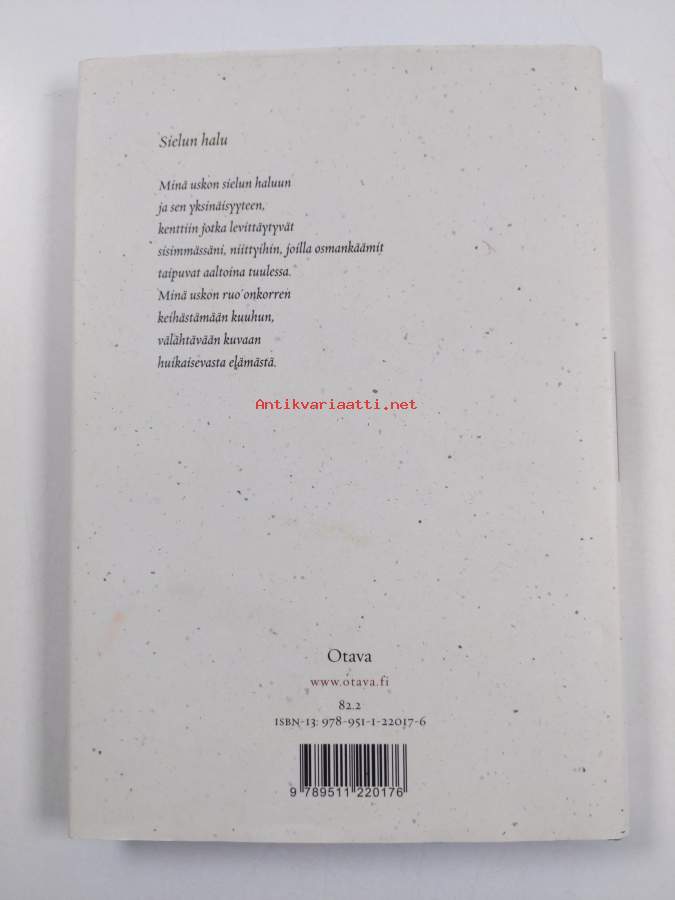 Sielun halu
Minä uskon sielun haluun
ja sen yksinäisyyteen,
kenttiin jotka levittäytyvät
sisimmässäni, niittyihin, joilla osmankäämit
taipuvat aaltoina tuulessa.
Minä uskon ruo'onkorren
keihästämään kuuhun,
välähtävään kuvaan
huikaisevasta elämästä.
Antikvariaatti.net
Otava
www.otava.fi
82.2
ISBN-13: 978-951-1-22017-6
9 789511 220176